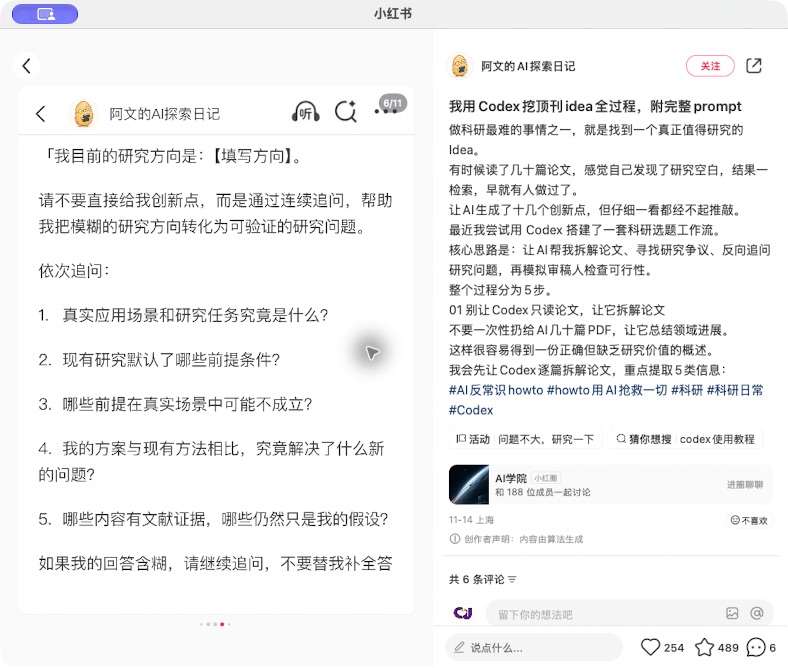 小红书
阿文的AI探索日记
听
6/11
「我目前的研究方向是：【填写方向】。
请不要直接给我创新点，而是通过连续追问，帮助
我把模糊的研究方向转化为可验证的研究问题。
依次追问：
1. 真实应用场景和研究任务究竟是什么？
2. 现有研究默认了哪些前提条件？
3. 哪些前提在真实场景中可能不成立？
4. 我的方案与现有方法相比，究竟解决了什么新
的问题？
5. 哪些内容有文献证据，哪些仍然只是我的假设？
如果我的回答含糊，请继续追问，不要替我补全答
阿文的AI探索日记
关注
我用 Codex 挖顶刊 idea 全过程，附完整 prompt
做科研最难的事情之一，就是找到一个真正值得研究的
Idea。
有时候读了几十篇论文，感觉自己发现了研究空白，结果一
检索，早就有人做过了。
让AI生成了十几个创新点，但仔细一看都经不起推敲。
最近我尝试用 Codex 搭建了一套科研选题工作流。
核心思路是：让AI帮我拆解论文、寻找研究争议、反向追问
研究问题，再模拟审稿人检查可行性。
整个过程分为5步。
01 别让Codex只读论文，让它拆解论文
不要一次性扔给AI几十篇PDF，让它总结领域进展。
这样很容易得到一份正确但缺乏研究价值的概述。
我会先让Codex逐篇拆解论文，重点提取5类信息：
#AI反常识howto #howto用AI抢救一切 #科研 #科研日常
#Codex
活动 | 问题不大，研究一下
猜你想搜 | codex使用教程
AI学院 小红圈
和 188 位成员一起讨论
进圈聊聊
11-14 上海
不喜欢
创作者声明：内容由算法生成
共 6 条评论
CJ
留下你的想法吧
说点什么...
254
489
6